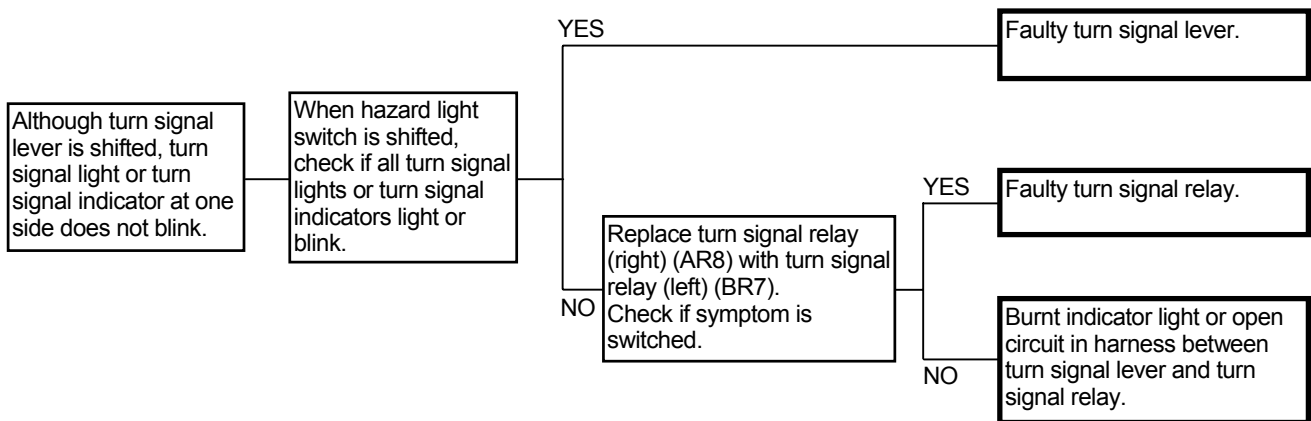 Although turn signal
lever is shifted, turn
signal light or turn
signal indicator at one
side does not blink.
When hazard light
switch is shifted,
check if all turn signal
lights or turn signal
indicators light or
blink.
YES
Faulty turn signal lever.
NO
Replace turn signal relay
(right) (AR8) with turn signal
relay (left) (BR7).
Check if symptom is
switched.
YES
Faulty turn signal relay.
NO
Burnt indicator light or open
circuit in harness between
turn signal lever and turn
signal relay.